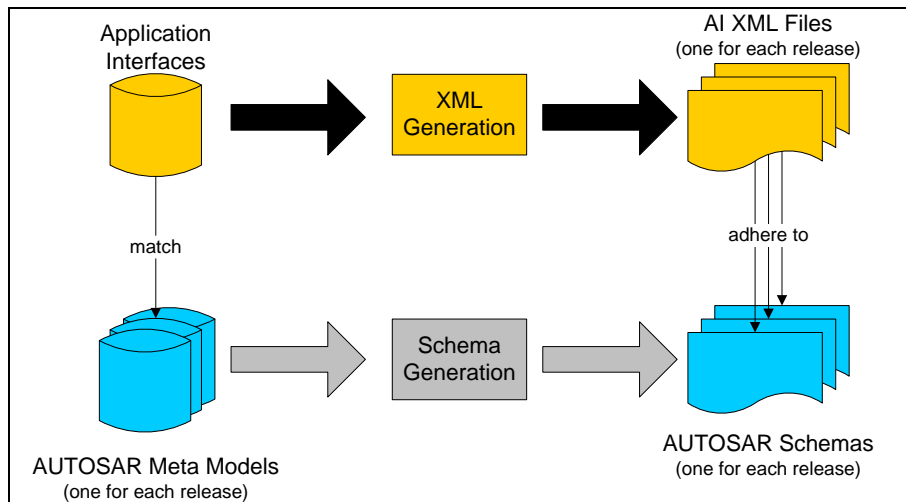 Application
Interfaces
AI XML Files
(one for each release)
XML
Generation
match
adhere to
Schema
Generation
AUTOSAR Meta Models
(one for each release)
AUTOSAR Schemas
(one for each release)